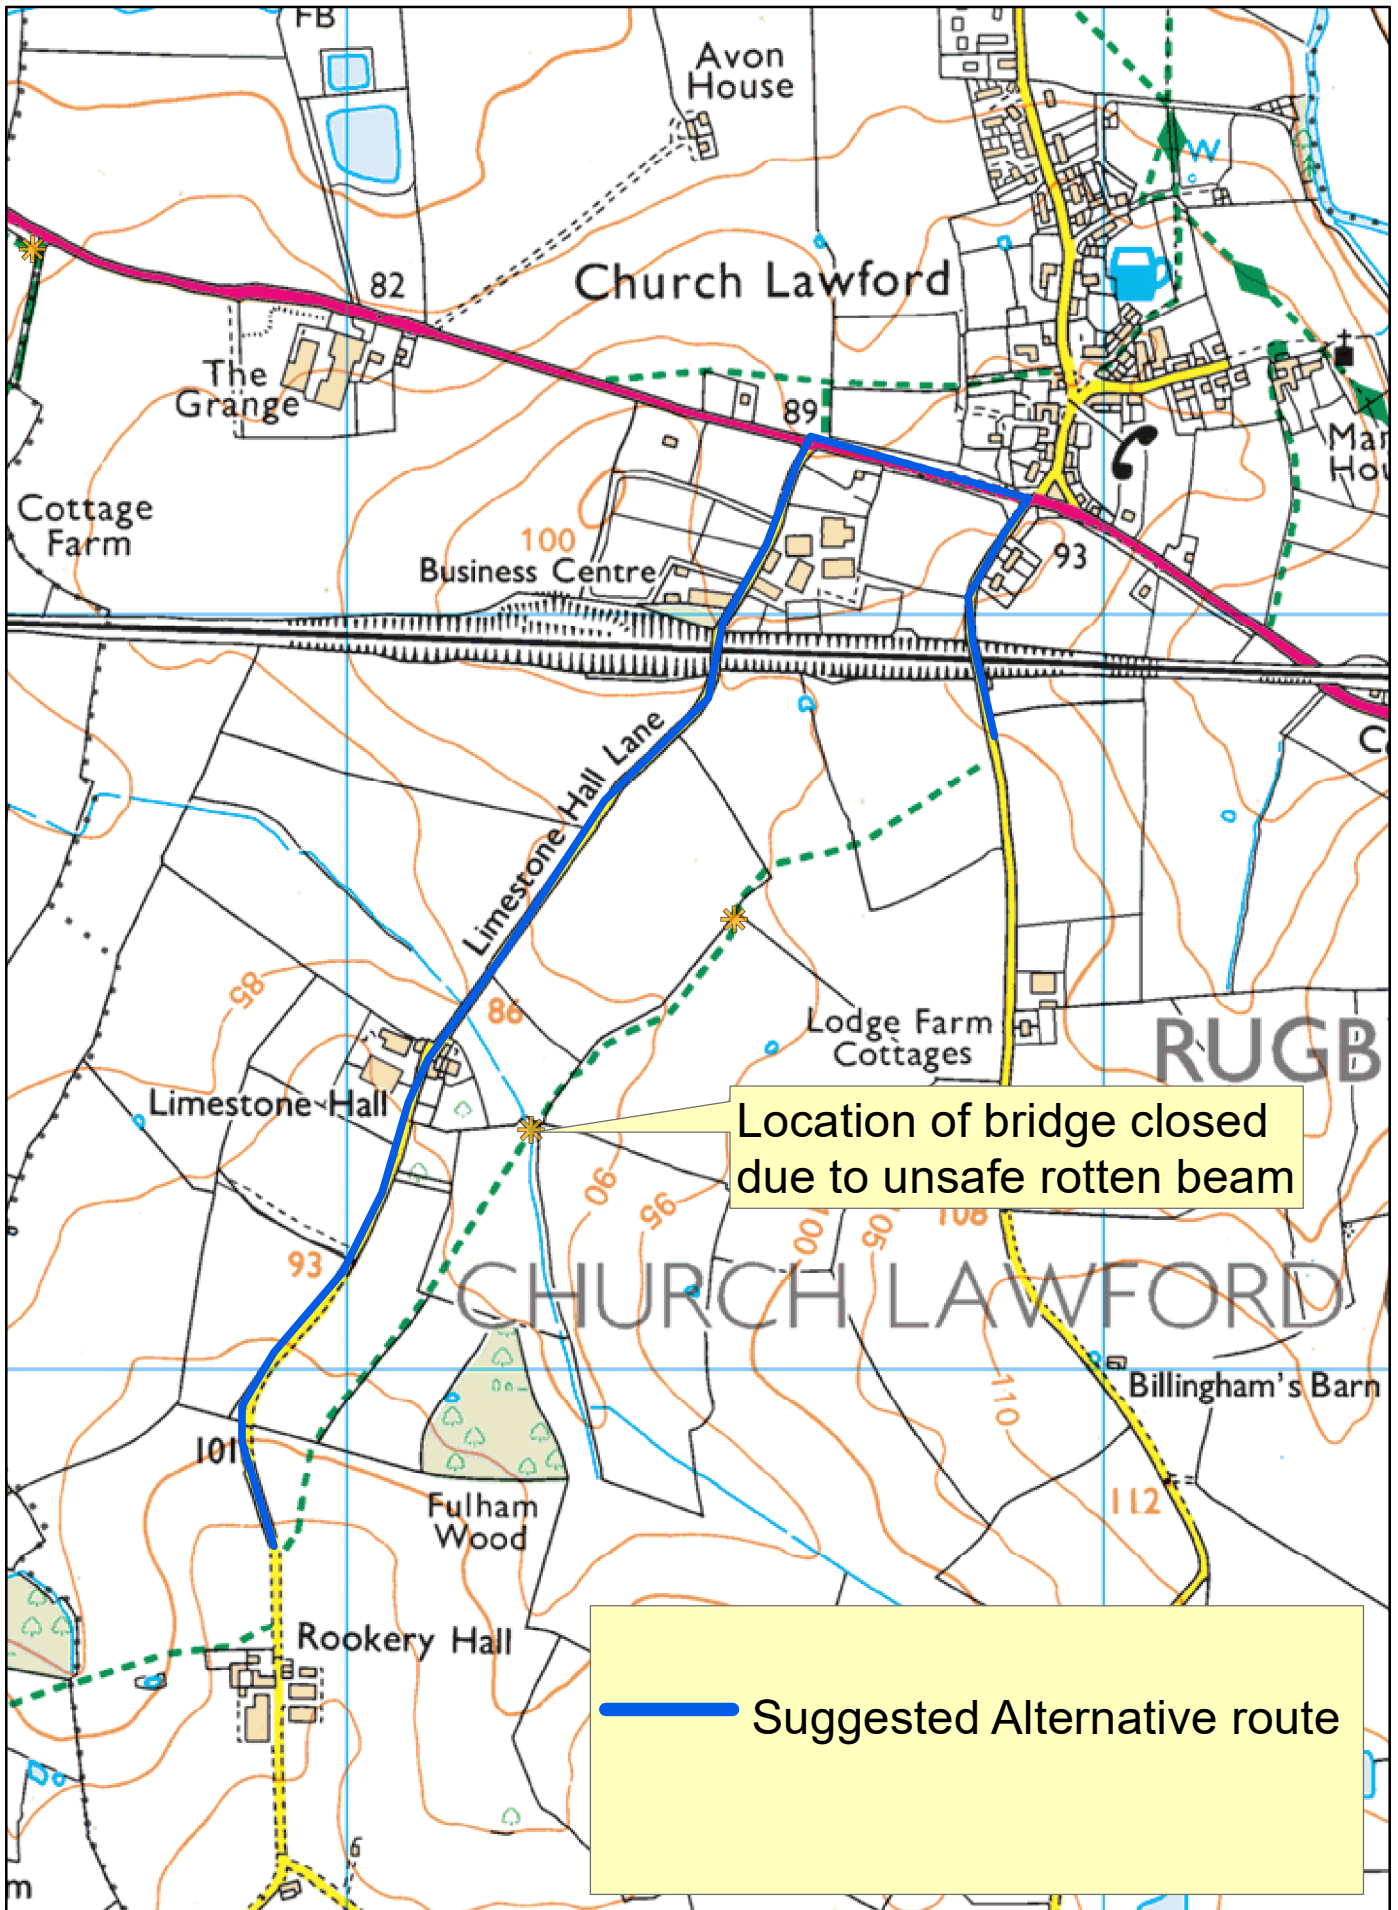 FB
Avon
House
W
82
Church Lawford
The
Grange
89
Man
Hou
Cottage
Farm
100
93
Business Centre
Limestone Hall Lane
85
86
Lodge Farm
Cottages
RUGB
Limestone Hall
Location of bridge closed
due to unsafe rotten beam
90
95
100
105
108
93
CHURCH LAWFORD
110
Billingham's Barn
101
112
Fulham
Wood
Rookery Hall
Suggested Alternative route
m